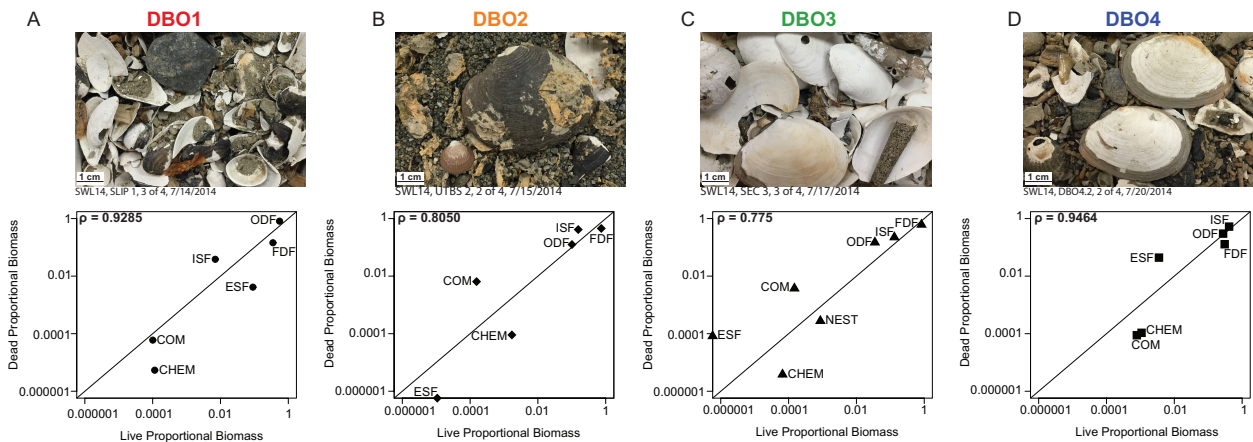 A DBO1
B DBO2
C DBO3
D DBO4
1 cm
SWL14, SLIP 1, 3 of 4, 7/14/2014
1 cm
SWL14, UTBS 2, 2 of 4, 7/15/2014
1 cm
SWL14, SEC 3, 3 of 4, 7/17/2014
1 cm
SWL14, DBO4.2, 2 of 4, 7/20/2014
Dead Proportional Biomass
1
0.01
0.0001
0.000001
ρ = 0.9285
ODF
FDF
ISF
ESF
COM
CHEM
0.000001 0.0001 0.01 1
Live Proportional Biomass
Dead Proportional Biomass
1
0.01
0.0001
0.000001
ρ = 0.8050
ISF
ODF
FDF
COM
CHEM
ESF
0.000001 0.0001 0.01 1
Live Proportional Biomass
Dead Proportional Biomass
1
0.01
0.0001
0.000001
ρ = 0.775
FDF
ISF
ODF
COM
NEST
ESF
CHEM
0.000001 0.0001 0.01 1
Live Proportional Biomass
Dead Proportional Biomass
1
0.01
0.0001
0.000001
ρ = 0.9464
ISF
ODF
FDF
ESF
CHEM
COM
0.000001 0.0001 0.01 1
Live Proportional Biomass